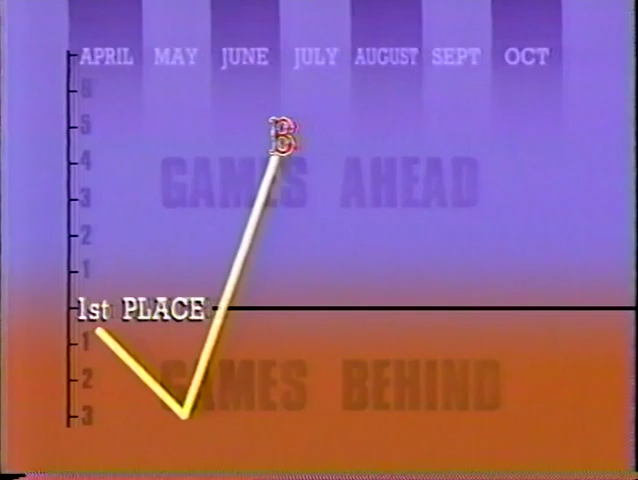 APRIL MAY JUNE JULY AUGUST SEPT OCT
6
5
B
4
GAMES AHEAD
3
2
1
1st PLACE
1
2
GAMES BEHIND
3